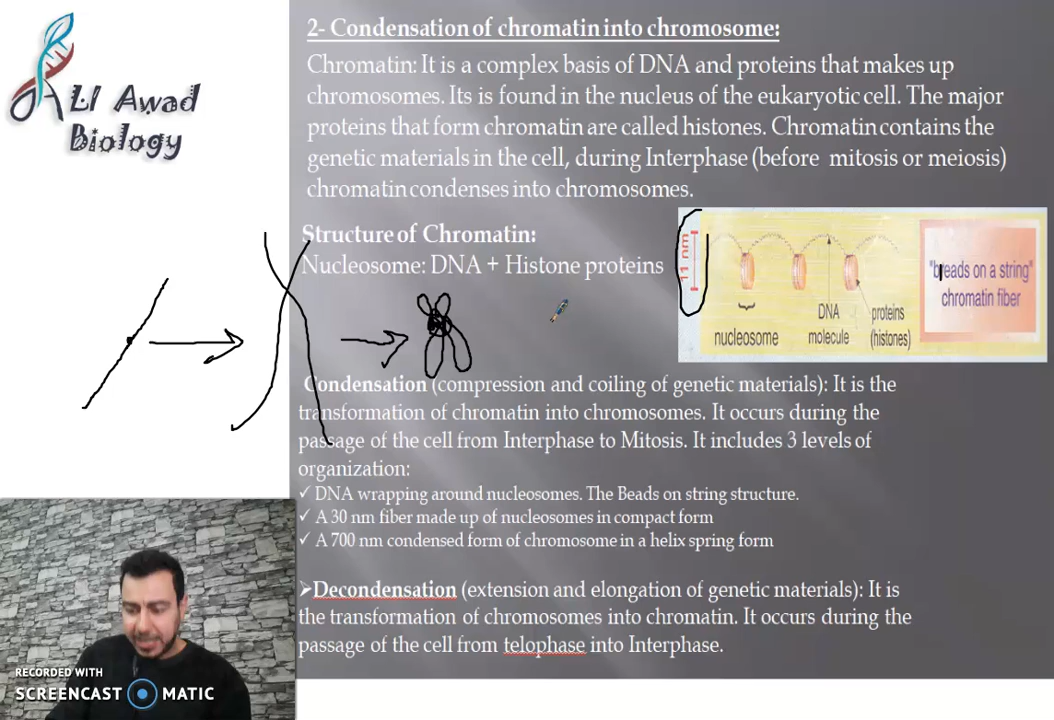 ALI Awad
Biology
2- Condensation of chromatin into chromosome:
Chromatin: It is a complex basis of DNA and proteins that makes up
chromosomes. Its is found in the nucleus of the eukaryotic cell. The major
proteins that form chromatin are called histones. Chromatin contains the
genetic materials in the cell, during Interphase (before mitosis or meiosis)
chromatin condenses into chromosomes.
Structure of Chromatin:
Nucleosome: DNA + Histone proteins
11 nm
nucleosome
DNA
molecule
proteins
(histones)
"breads on a string"
chromatin fiber
Condensation (compression and coiling of genetic materials): It is the
transformation of chromatin into chromosomes. It occurs during the
passage of the cell from Interphase to Mitosis. It includes 3 levels of
organization:
✓ DNA wrapping around nucleosomes. The Beads on string structure.
✓ A 30 nm fiber made up of nucleosomes in compact form
✓ A 700 nm condensed form of chromosome in a helix spring form
➢Decondensation (extension and elongation of genetic materials): It is
the transformation of chromosomes into chromatin. It occurs during the
passage of the cell from telophase into Interphase.
RECORDED WITH
SCREENCAST MATIC